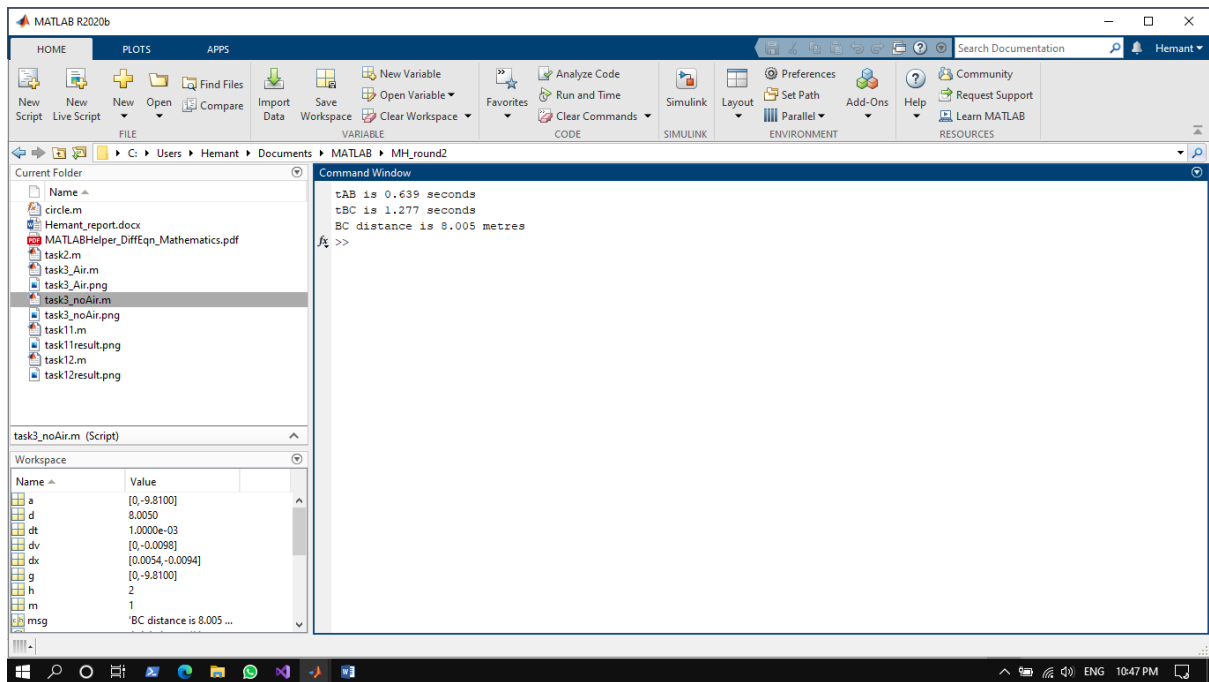 MATLAB R2020b
HOME PLOTS APPS
Search Documentation
Hemant
New Script
New Live Script
New
Open
Find Files
Compare
FILE
Import Data
Save Workspace
New Variable
Open Variable
Clear Workspace
VARIABLE
Favorites
Analyze Code
Run and Time
Clear Commands
CODE
Simulink
SIMULINK
Layout
Preferences
Set Path
Parallel
Add-Ons
ENVIRONMENT
Help
Community
Request Support
Learn MATLAB
RESOURCES
C: Users Hemant Documents MATLAB MH_round2
Current Folder
Name
circle.m
Hemant_report.docx
MATLABHelper_DiffEqn_Mathematics.pdf
task2.m
task3_Air.m
task3_Air.png
task3_noAir.m
task3_noAir.png
task11.m
task11result.png
task12.m
task12result.png
task3_noAir.m (Script)
Workspace
Name Value
a [0,-9.8100]
d 8.0050
dt 1.0000e-03
dv [0,-0.0098]
dx [0.0054,-0.0094]
g [0,-9.8100]
h 2
m 1
msg 'BC distance is 8.005 ...
Command Window
tAB is 0.639 seconds
tBC is 1.277 seconds
BC distance is 8.005 metres
fx >>
ENG 10:47 PM